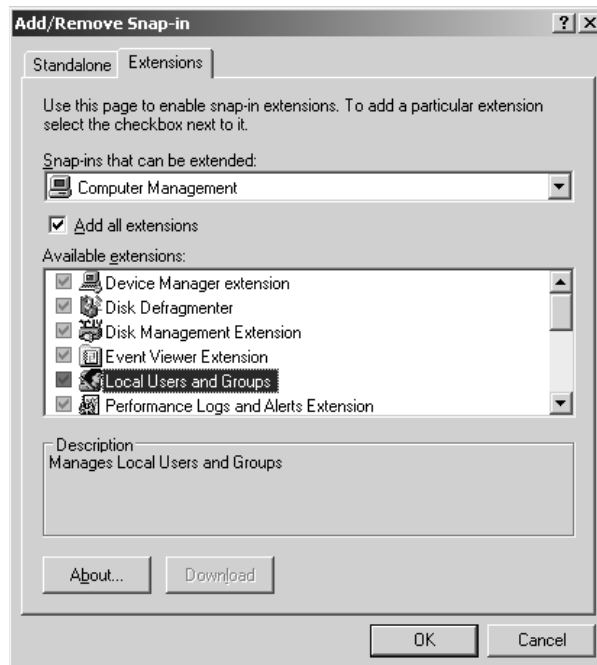 Add/Remove Snap-in
Standalone Extensions
Use this page to enable snap-in extensions. To add a particular extension
select the checkbox next to it.
Snap-ins that can be extended:
Computer Management
Add all extensions
Available extensions:
Device Manager extension
Disk Defragmenter
Disk Management Extension
Event Viewer Extension
Local Users and Groups
Performance Logs and Alerts Extension
Description
Manages Local Users and Groups
About... Download
OK Cancel